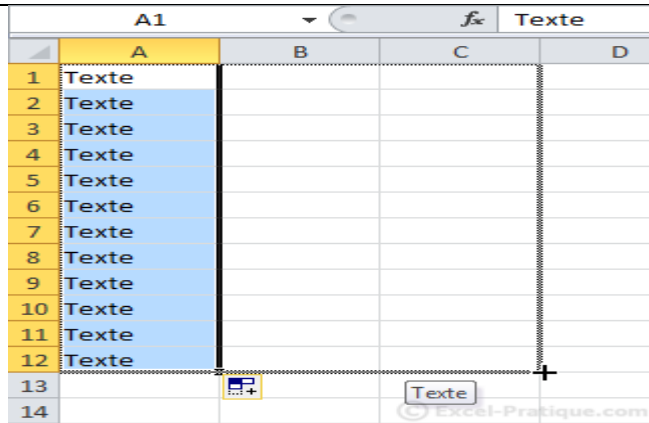 A1 fx Texte
A B C D
1 Texte
2 Texte
3 Texte
4 Texte
5 Texte
6 Texte
7 Texte
8 Texte
9 Texte
10 Texte
11 Texte
12 Texte
13 Texte
14 © Excel-Pratique.com